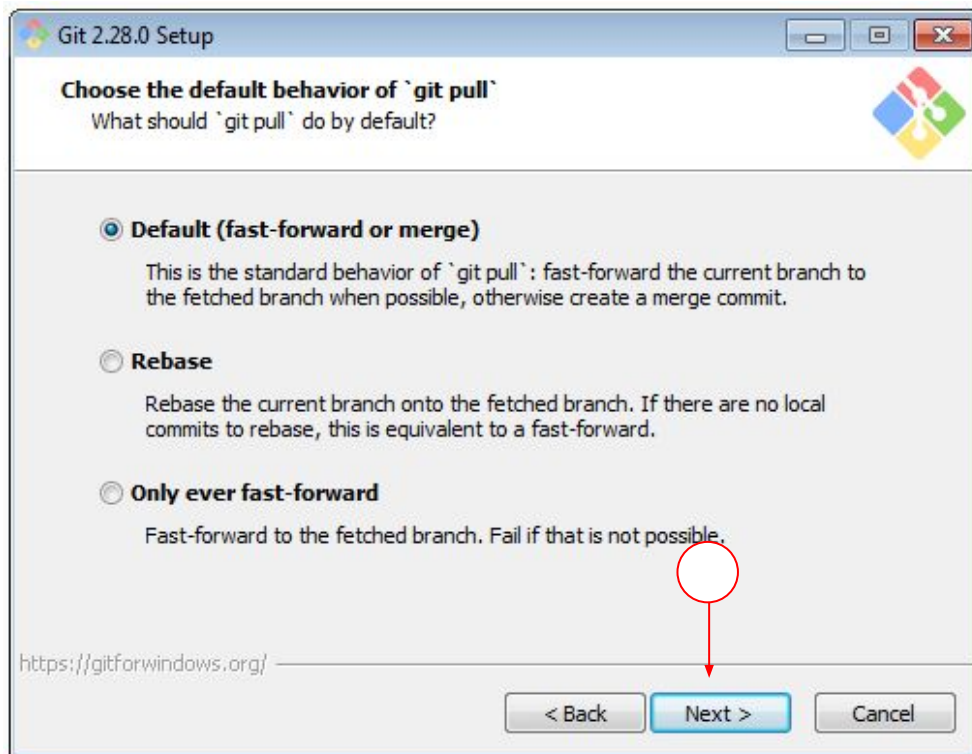 Git 2.28.0 Setup
Choose the default behavior of `git pull`
What should `git pull` do by default?
Default (fast-forward or merge)
This is the standard behavior of `git pull`: fast-forward the current branch to
the fetched branch when possible, otherwise create a merge commit.
Rebase
Rebase the current branch onto the fetched branch. If there are no local
commits to rebase, this is equivalent to a fast-forward.
Only ever fast-forward
Fast-forward to the fetched branch. Fail if that is not possible.
https://gitforwindows.org/
< Back Next > Cancel